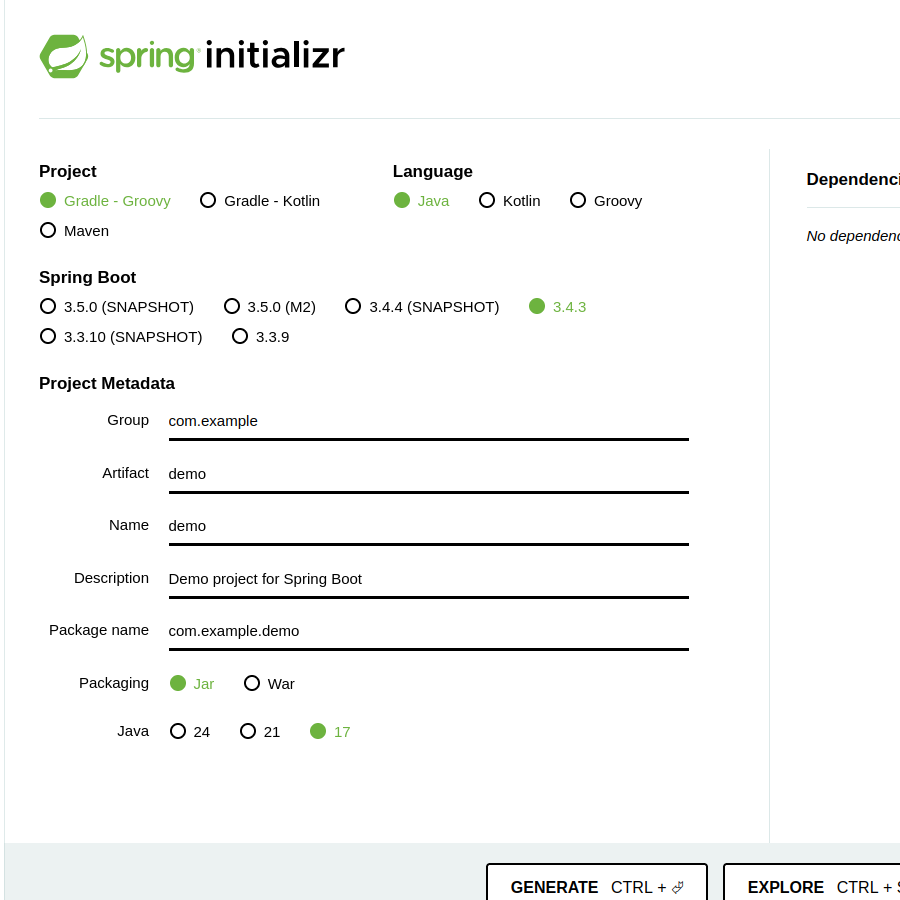 spring initializr
Project
Gradle - Groovy
Gradle - Kotlin
Maven
Language
Java
Kotlin
Groovy
Spring Boot
3.5.0 (SNAPSHOT)
3.5.0 (M2)
3.4.4 (SNAPSHOT)
3.4.3
3.3.10 (SNAPSHOT)
3.3.9
Project Metadata
Group
com.example
Artifact
demo
Name
demo
Description
Demo project for Spring Boot
Package name
com.example.demo
Packaging
Jar
War
Java
24
21
17
Dependenci
No dependenc
GENERATE CTRL + ⏎
EXPLORE CTRL +